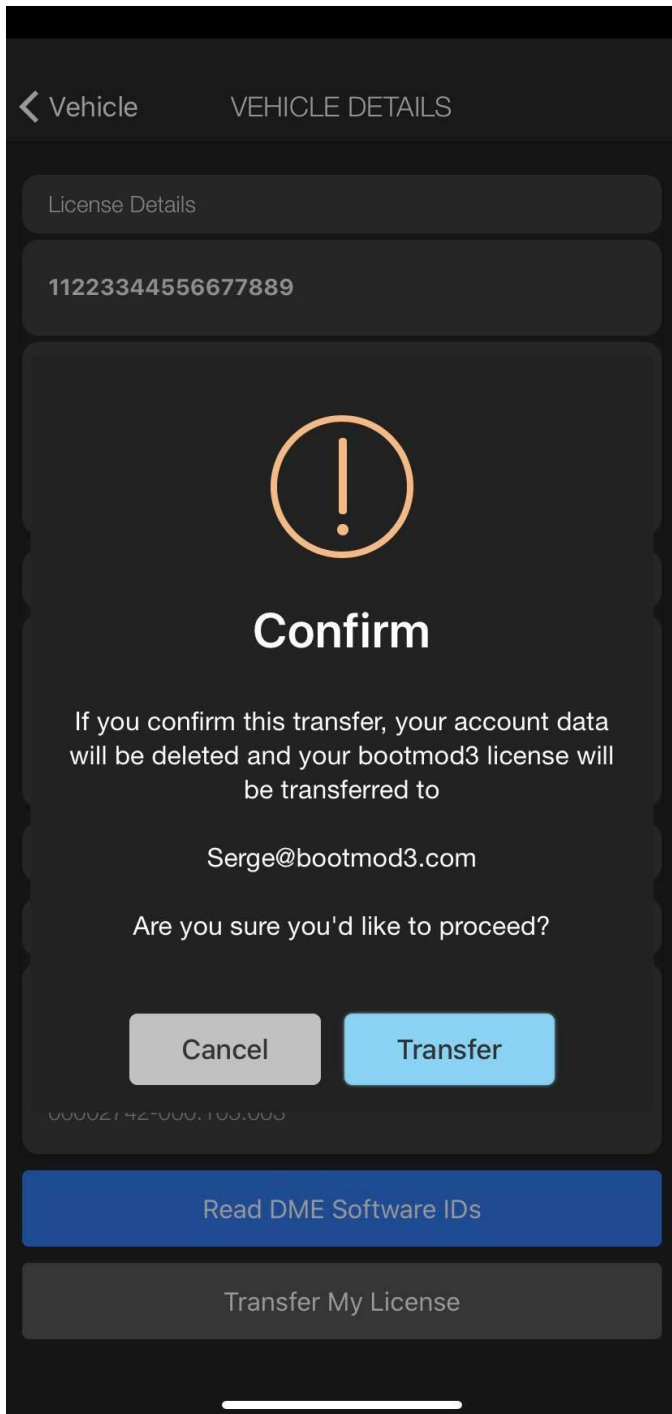 Vehicle
VEHICLE DETAILS
License Details
11223344556677889
Confirm
If you confirm this transfer, your account data
will be deleted and your bootmod3 license will
be transferred to
Serge@bootmod3.com
Are you sure you'd like to proceed?
Cancel
Transfer
Read DME Software IDs
Transfer My License